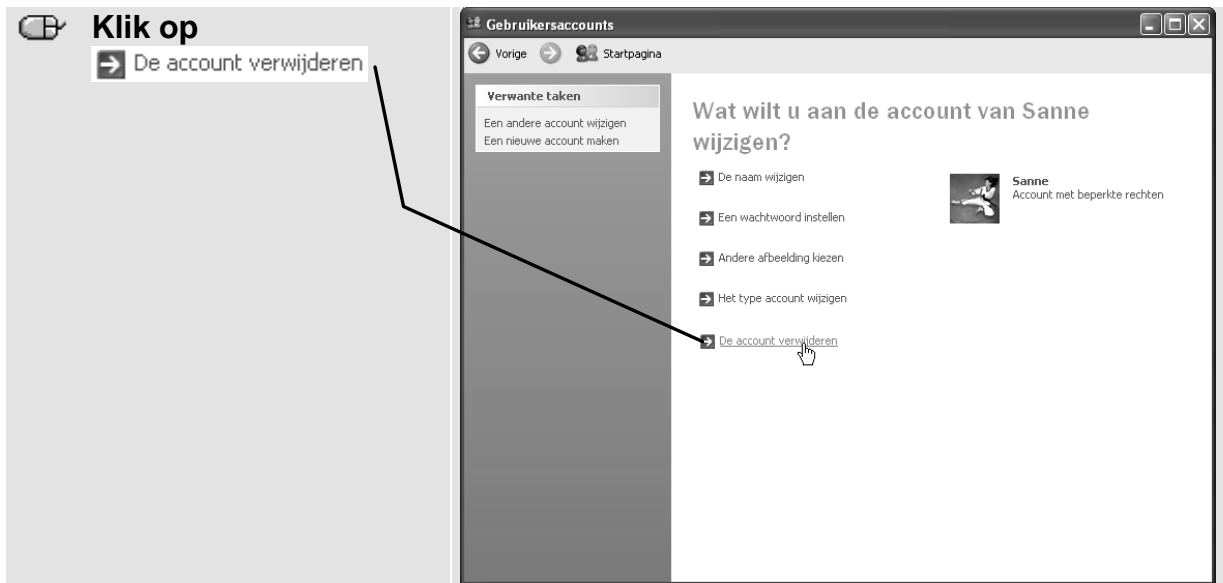 Klik op
De account verwijderen
Gebruikersaccounts
Vorige Startpagina
Verwante taken
Een andere account wijzigen
Een nieuwe account maken
Wat wilt u aan de account van Sanne
wijzigen?
De naam wijzigen
Sanne
Account met beperkte rechten
Een wachtwoord instellen
Andere afbeelding kiezen
Het type account wijzigen
De account verwijderen